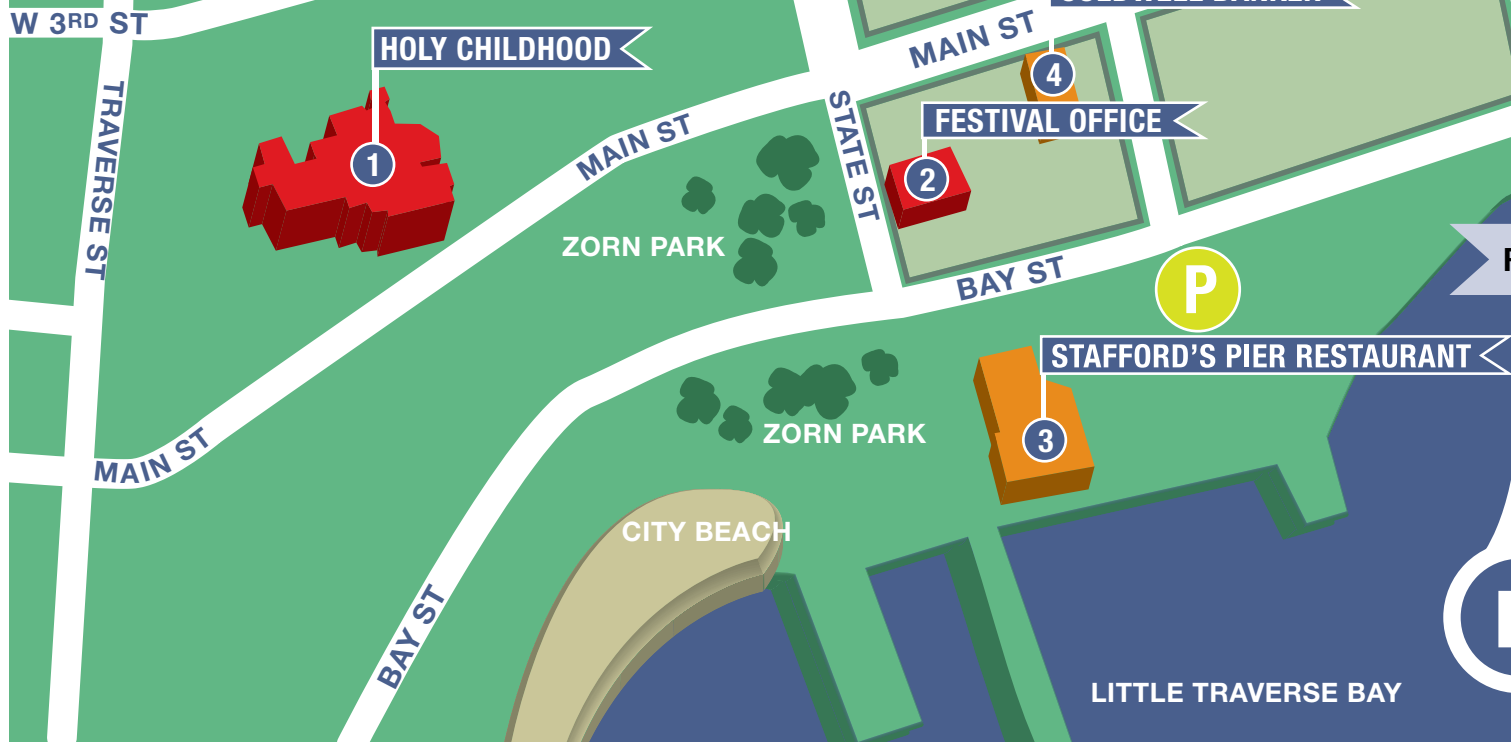 W 3RD ST
HOLY CHILDHOOD
MAIN ST
4
TRAVERSE ST
STATE ST
FESTIVAL OFFICE
MAIN ST
1
2
ZORN PARK
BAY ST
P
STAFFORD'S PIER RESTAURANT
3
ZORN PARK
MAIN ST
CITY BEACH
BAY ST
LITTLE TRAVERSE BAY